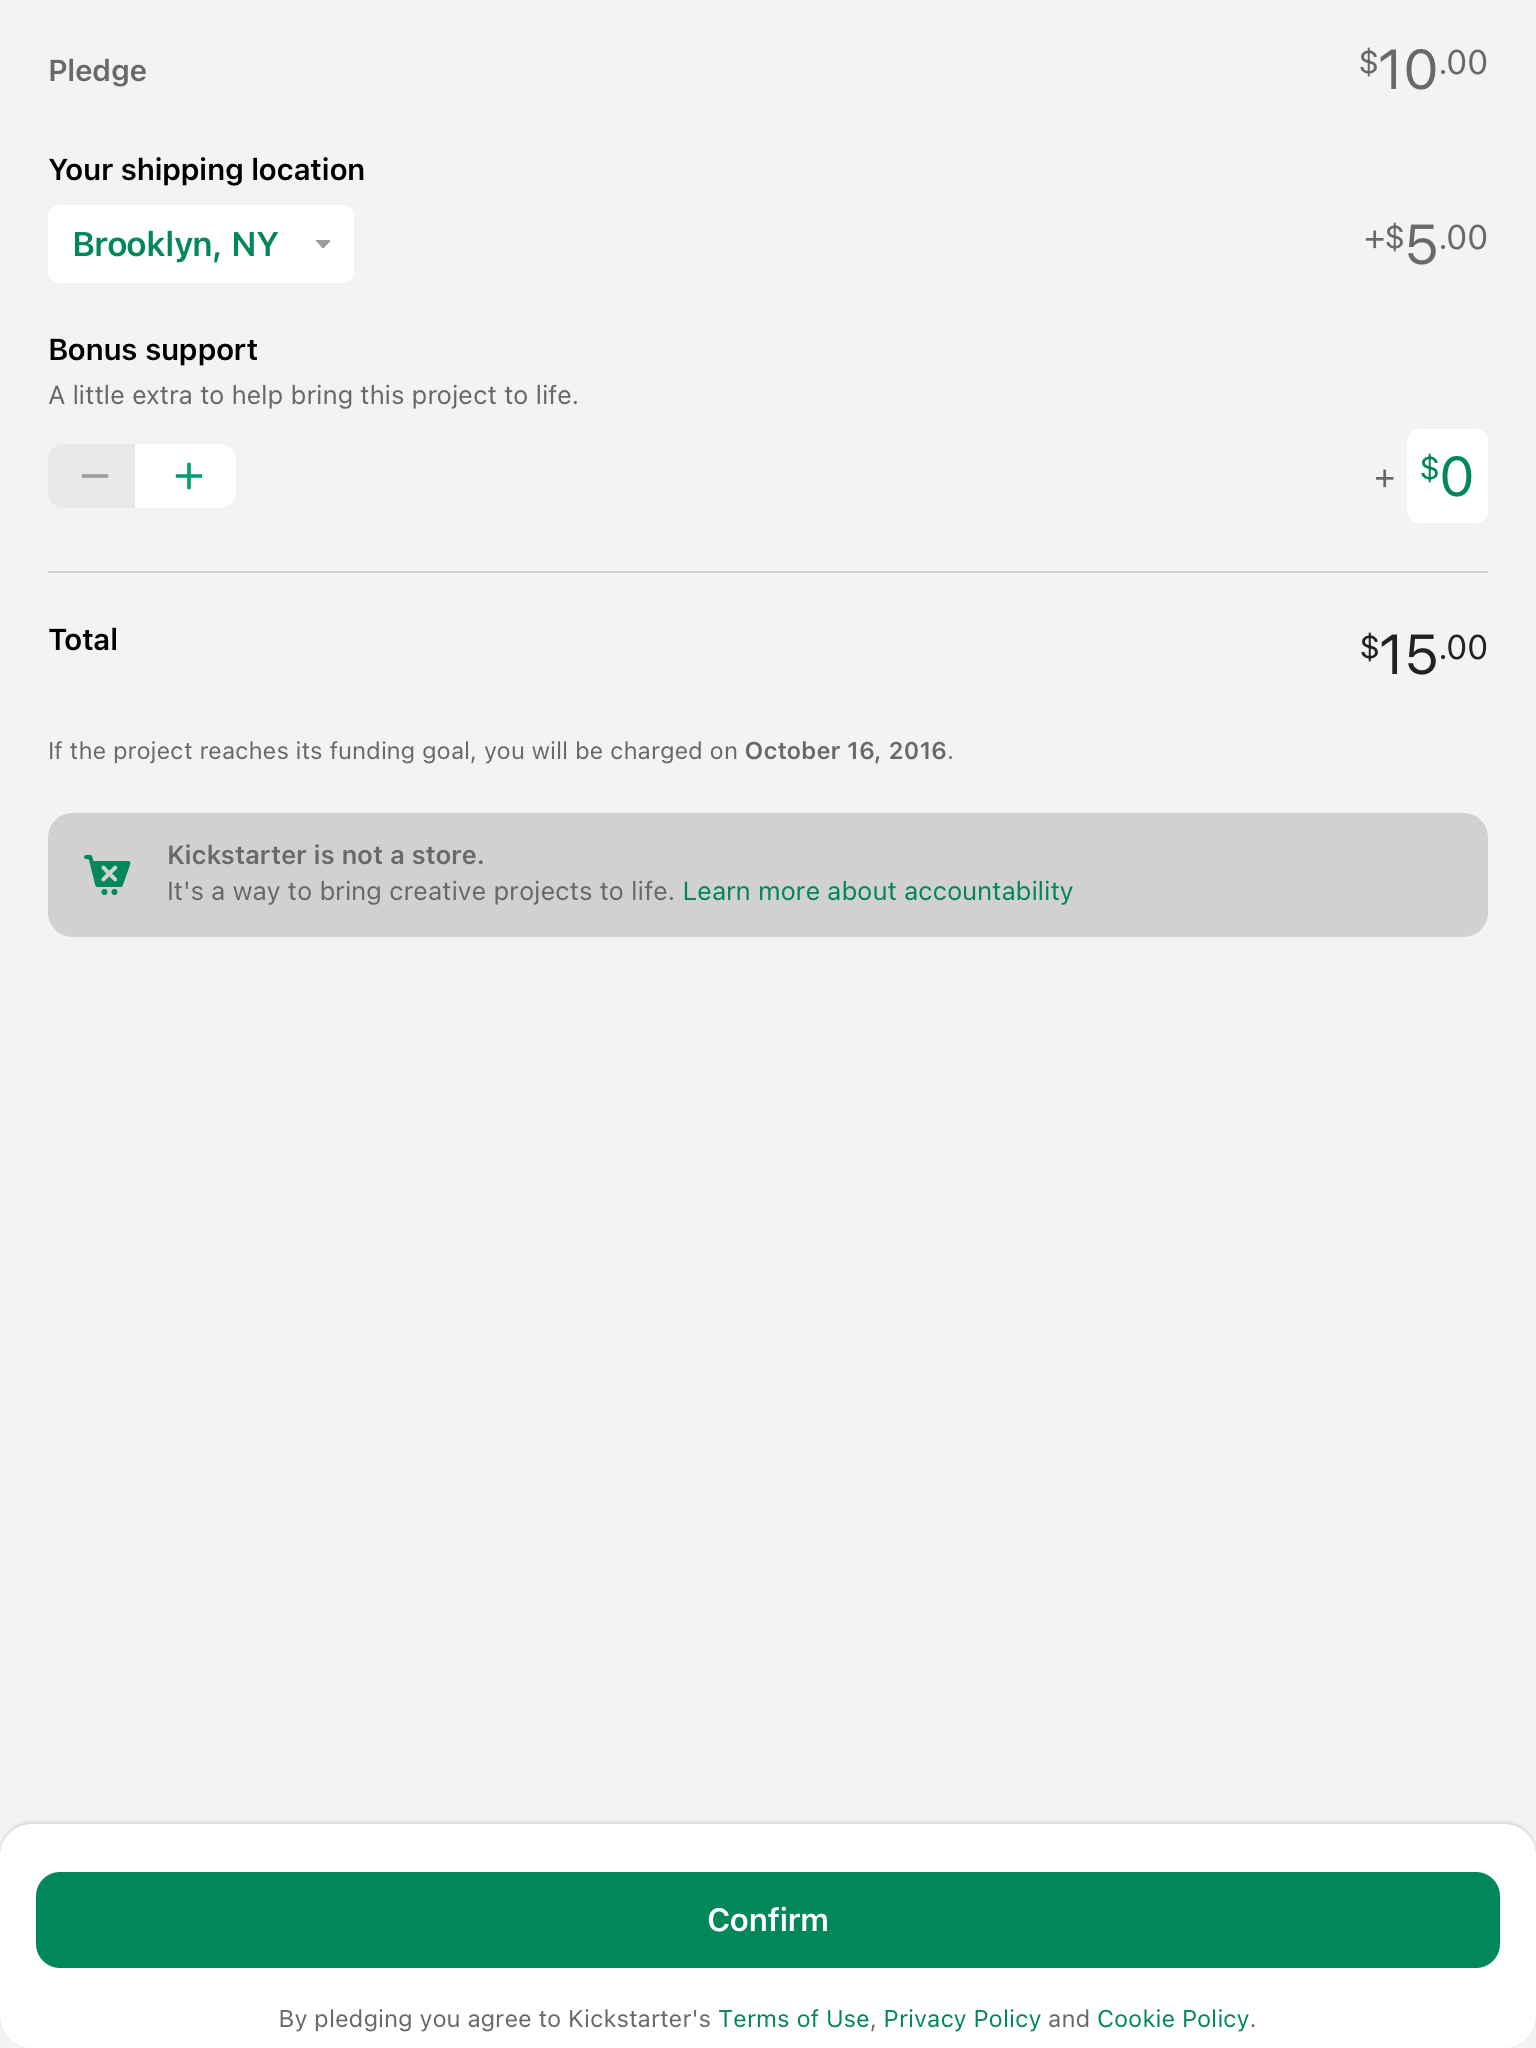 Pledge $10.00
Your shipping location
Brooklyn, NY +$5.00
Bonus support
A little extra to help bring this project to life.
− + + $0
Total $15.00
If the project reaches its funding goal, you will be charged on October 16, 2016.
Kickstarter is not a store.
It's a way to bring creative projects to life. Learn more about accountability
Confirm
By pledging you agree to Kickstarter's Terms of Use, Privacy Policy and Cookie Policy.